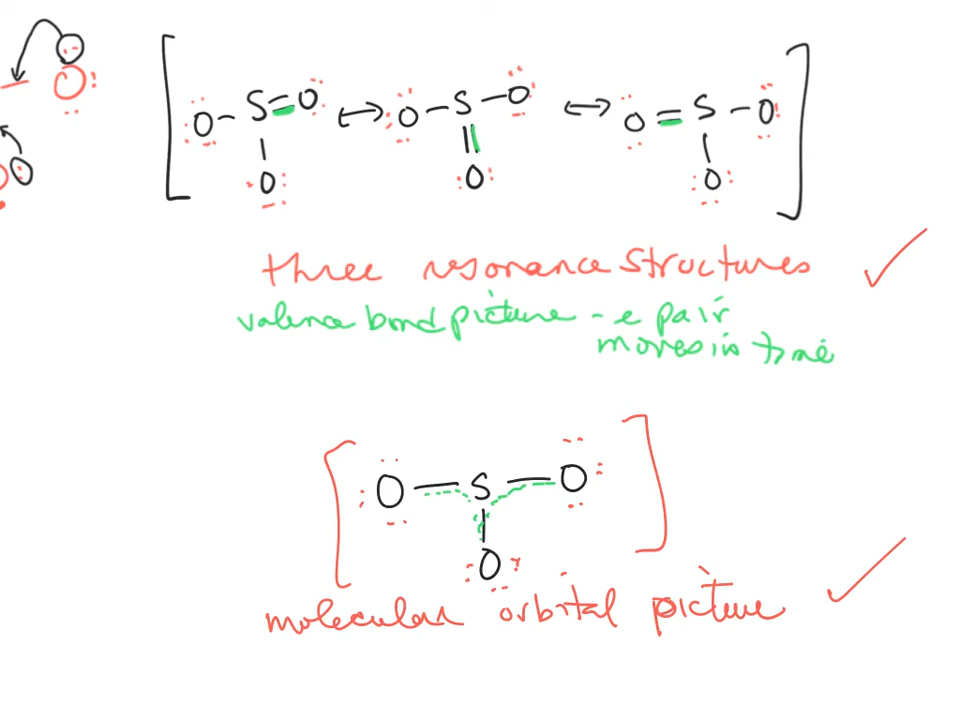 O: [ O-S=O ↔ O-S-O ↔ O=S-O ]
O O O O
three resonance structures ✓
valence bond picture - e pair
moves in time
[ O-S-O ]
O
molecular orbital picture ✓